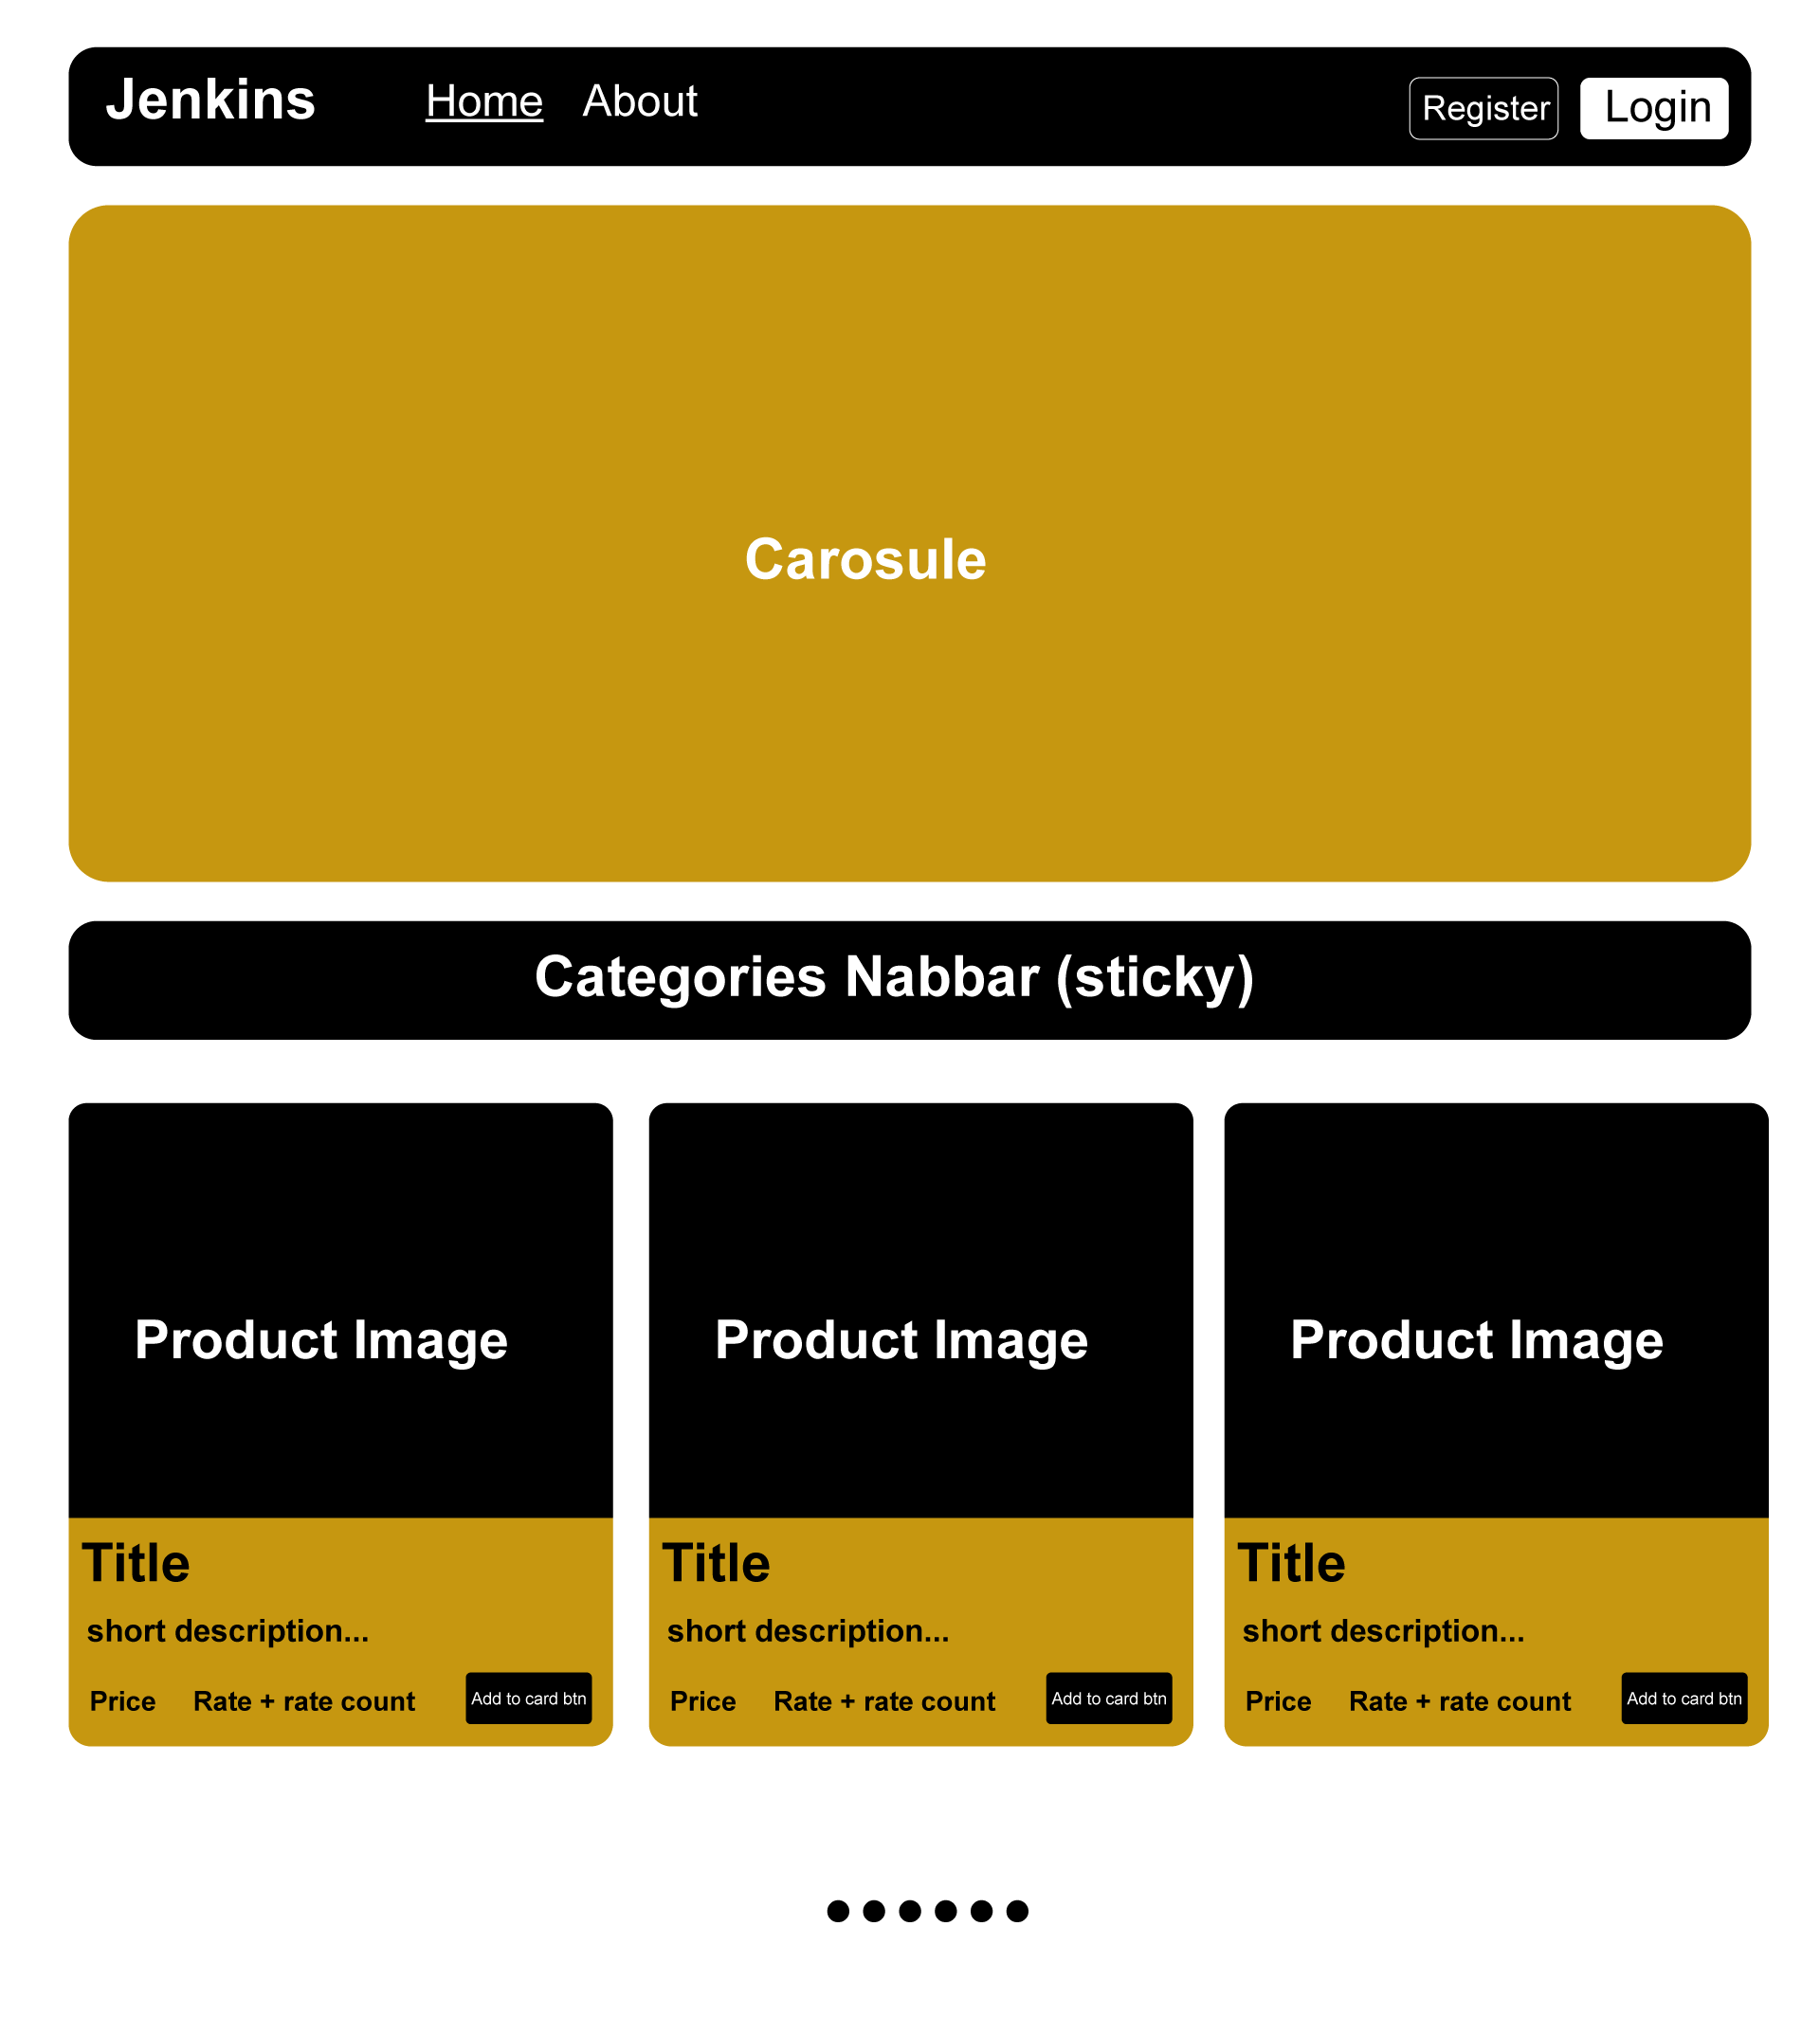 Jenkins Home About Register Login
Carosule
Categories Nabbar (sticky)
Product Image Product Image Product Image
Title Title Title
short description... short description... short description...
Price Rate + rate count Add to card btn Price Rate + rate count Add to card btn Price Rate + rate count Add to card btn